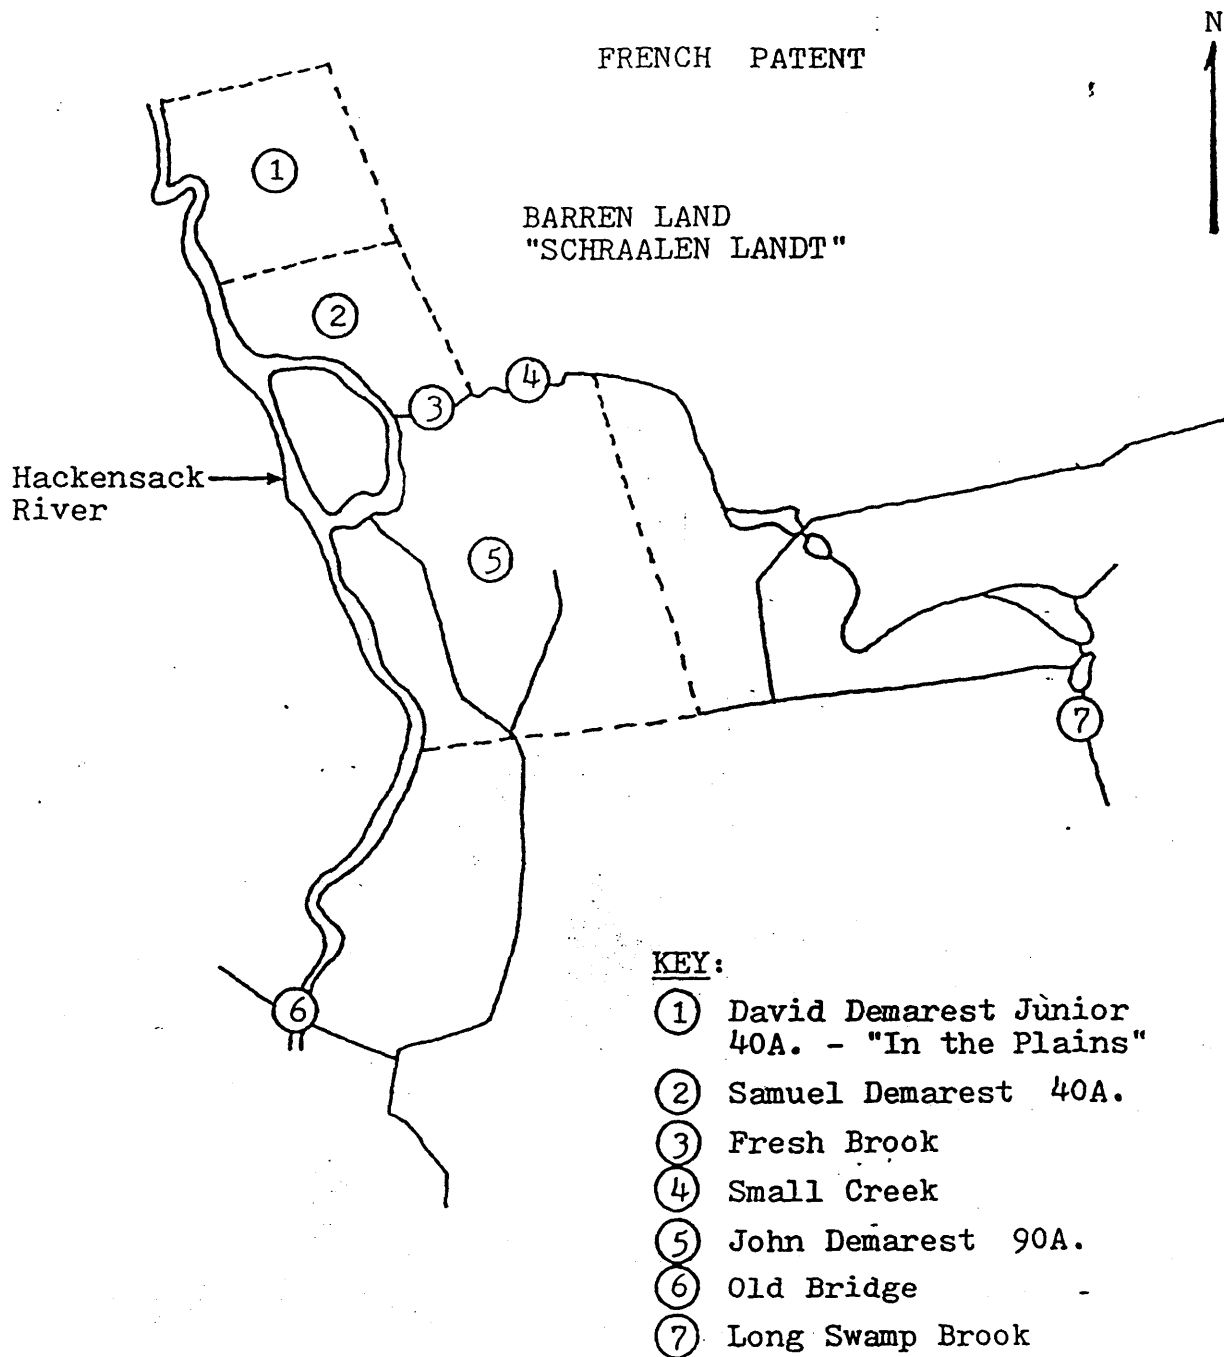 N
FRENCH PATENT
1
BARREN LAND
"SCHRAALEN LANDT"
2
3
4
Hackensack
River
5
7
6
KEY:
1 David Demarest Junior
40A. - "In the Plains"
2 Samuel Demarest 40A.
3 Fresh Brook
4 Small Creek
5 John Demarest 90A.
6 Old Bridge
7 Long Swamp Brook